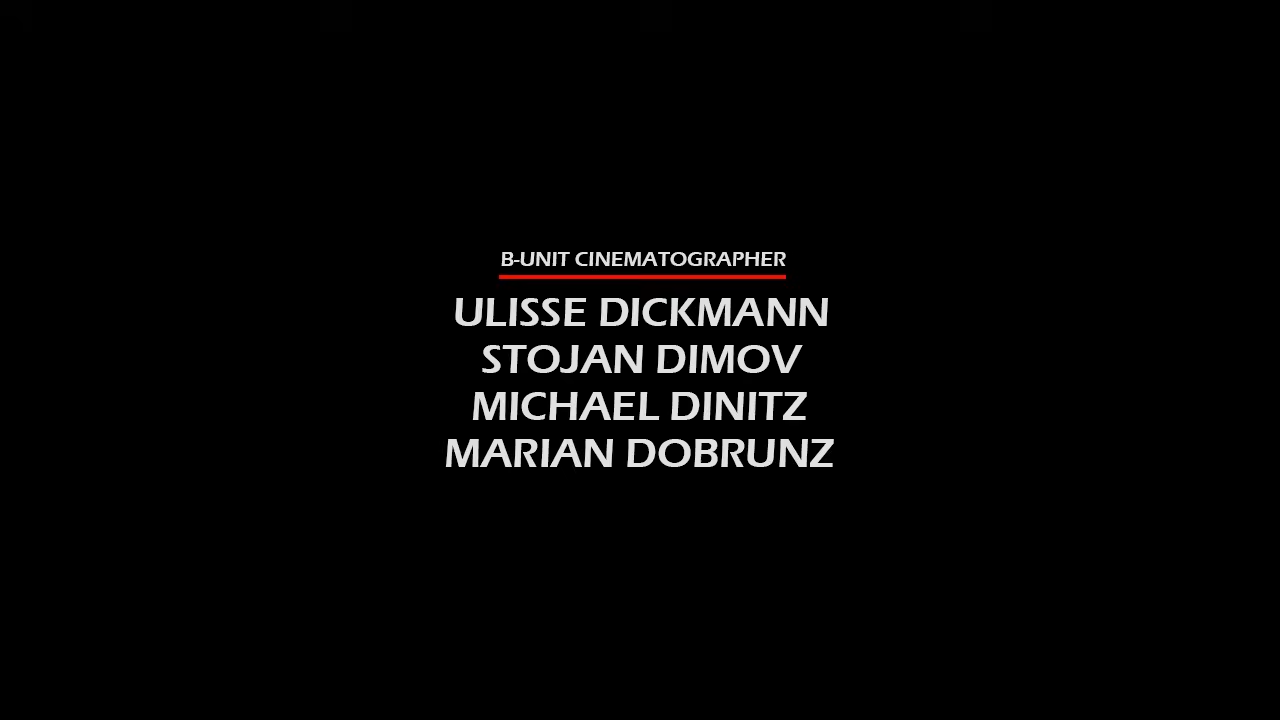 B-UNIT CINEMATOGRAPHER
ULISSE DICKMANN
STOJAN DIMOV
MICHAEL DINITZ
MARIAN DOBRUNZ